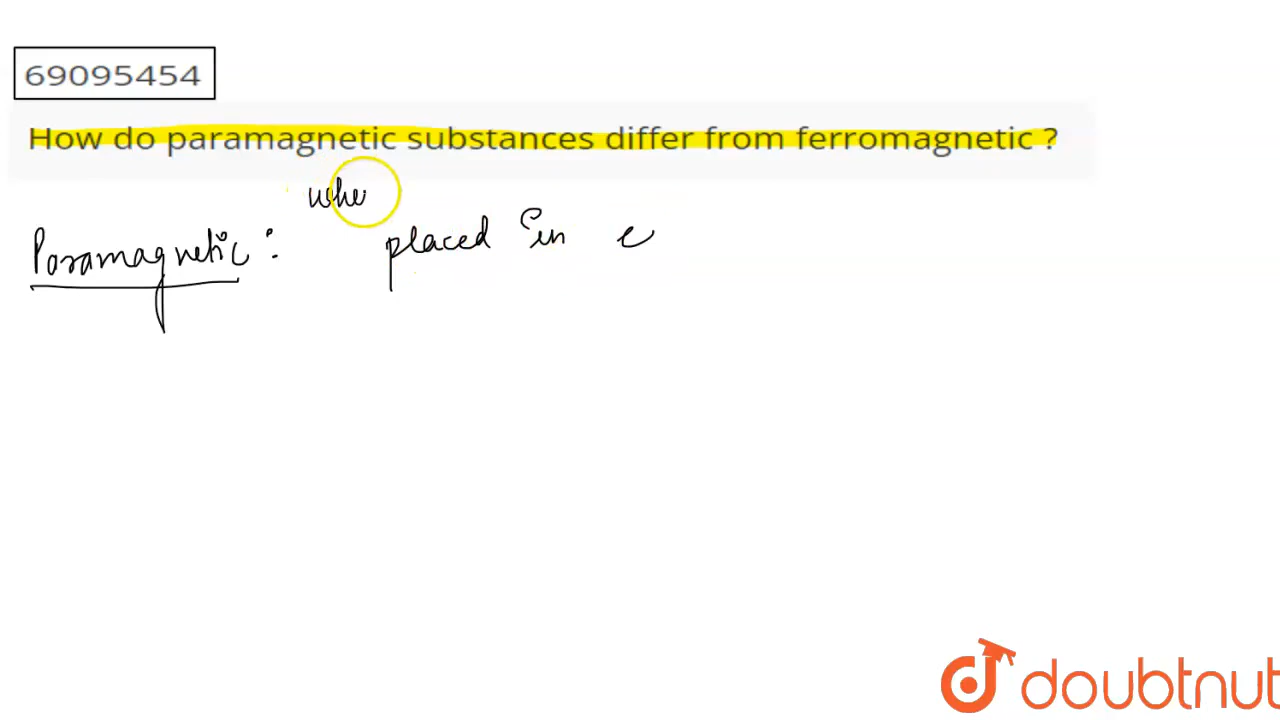 69095454
How do paramagnetic substances differ from ferromagnetic ?
whe
Paramagnetic : placed in e
doubtnut